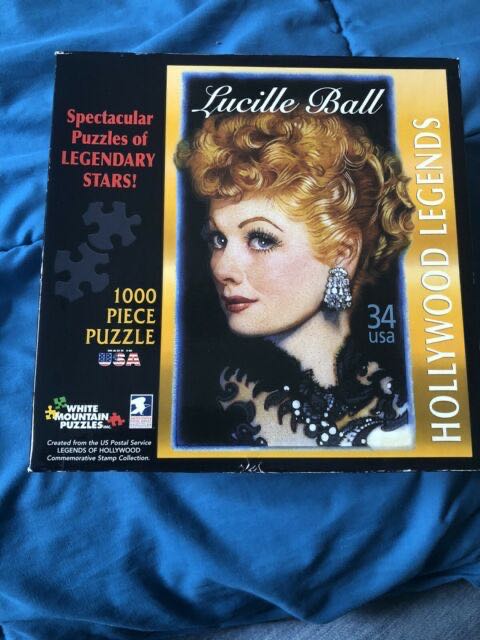 Lucille Ball
Spectacular
Puzzles of
LEGENDARY
STARS!
HOLLYWOOD LEGENDS
1000
PIECE
PUZZLE
MADE IN
USA
34
usa
WHITE
MOUNTAIN
PUZZLES INC.
Created from the US Postal Service
LEGENDS OF HOLLYWOOD
Commemorative Stamp Collection.